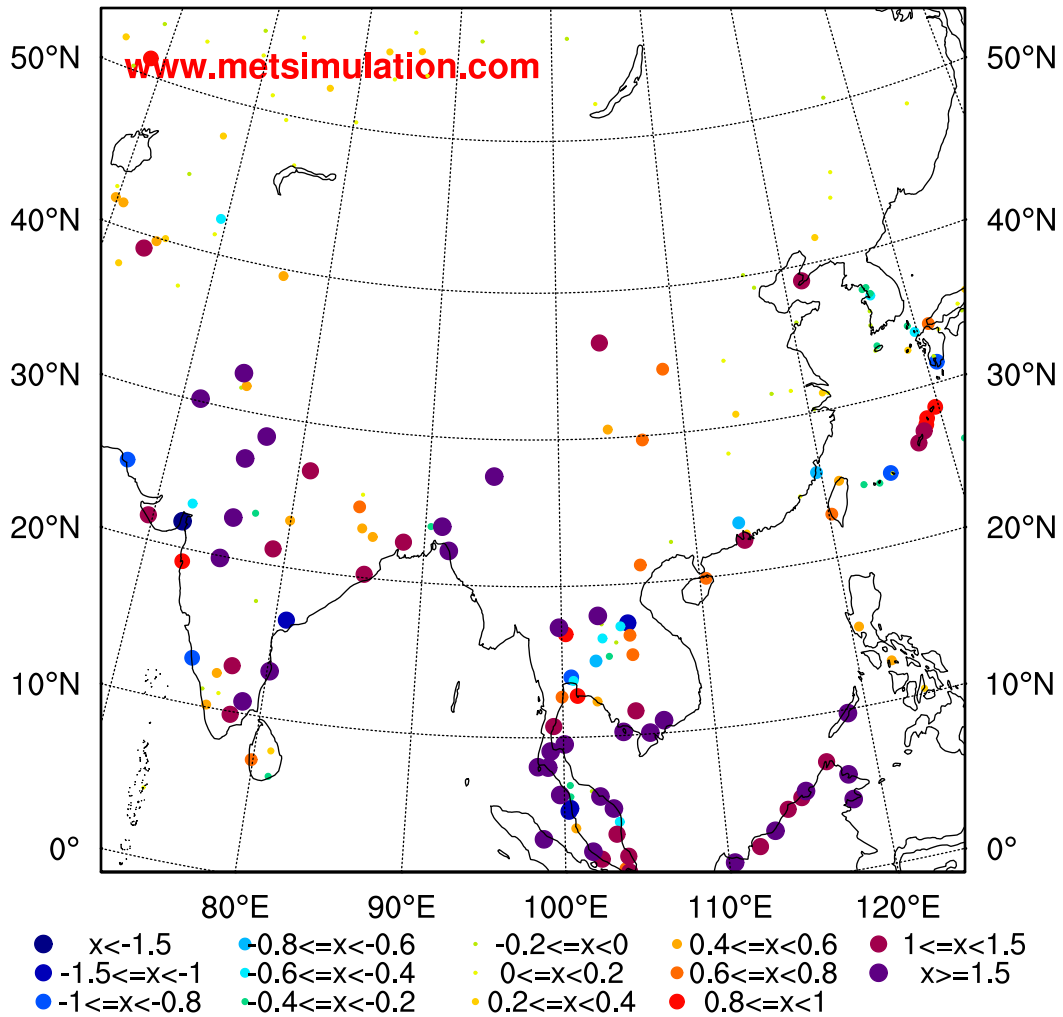 50°N 50°N
www.metsimulation.com
40°N 40°N
30°N 30°N
20°N 20°N
10°N 10°N
0° 0°
80°E 90°E 100°E 110°E 120°E
x<-1.5 -0.8<=x<-0.6 -0.2<=x<0 0.4<=x<0.6 1<=x<1.5
-1.5<=x<-1 -0.6<=x<-0.4 0<=x<0.2 0.6<=x<0.8 x>=1.5
-1<=x<-0.8 -0.4<=x<-0.2 0.2<=x<0.4 0.8<=x<1